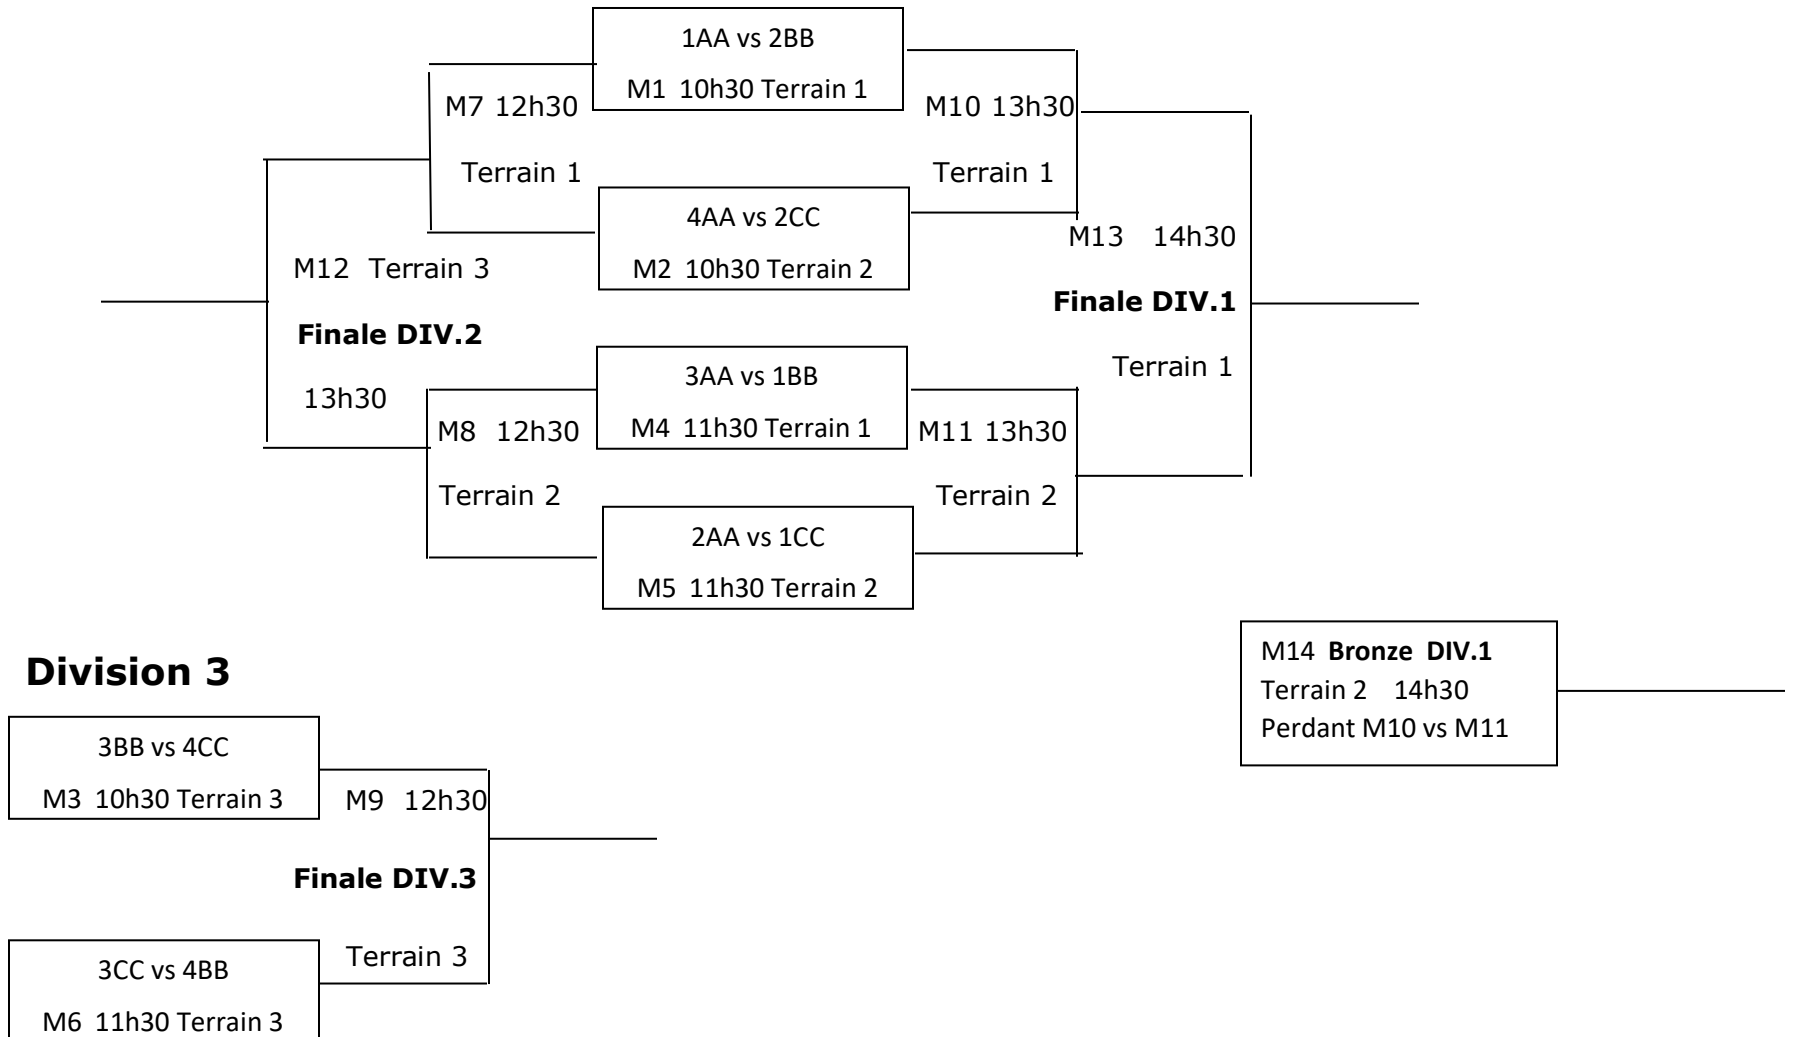 1AA vs 2BB
M1 10h30 Terrain 1
M7 12h30
Terrain 1
M10 13h30
Terrain 1
4AA vs 2CC
M2 10h30 Terrain 2
M12 Terrain 3
Finale DIV.2
13h30
M13 14h30
Finale DIV.1
Terrain 1
3AA vs 1BB
M4 11h30 Terrain 1
M8 12h30
Terrain 2
M11 13h30
Terrain 2
2AA vs 1CC
M5 11h30 Terrain 2
M14 Bronze DIV.1
Terrain 2 14h30
Perdant M10 vs M11
Division 3
3BB vs 4CC
M3 10h30 Terrain 3
M9 12h30
Finale DIV.3
Terrain 3
3CC vs 4BB
M6 11h30 Terrain 3